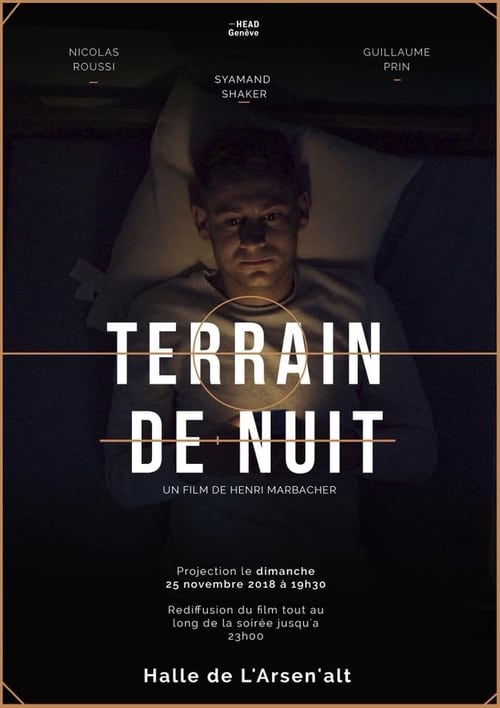 —HEAD
Genève
NICOLAS
ROUSSI
SYAMAND
SHAKER
GUILLAUME
PRIN
TERRAIN
DE NUIT
UN FILM DE HENRI MARBACHER
Projection le dimanche
25 novembre 2018 à 19h30
Rediffusion du film tout au
long de la soirée jusqu'a
23h00
Halle de L'Arsen'alt